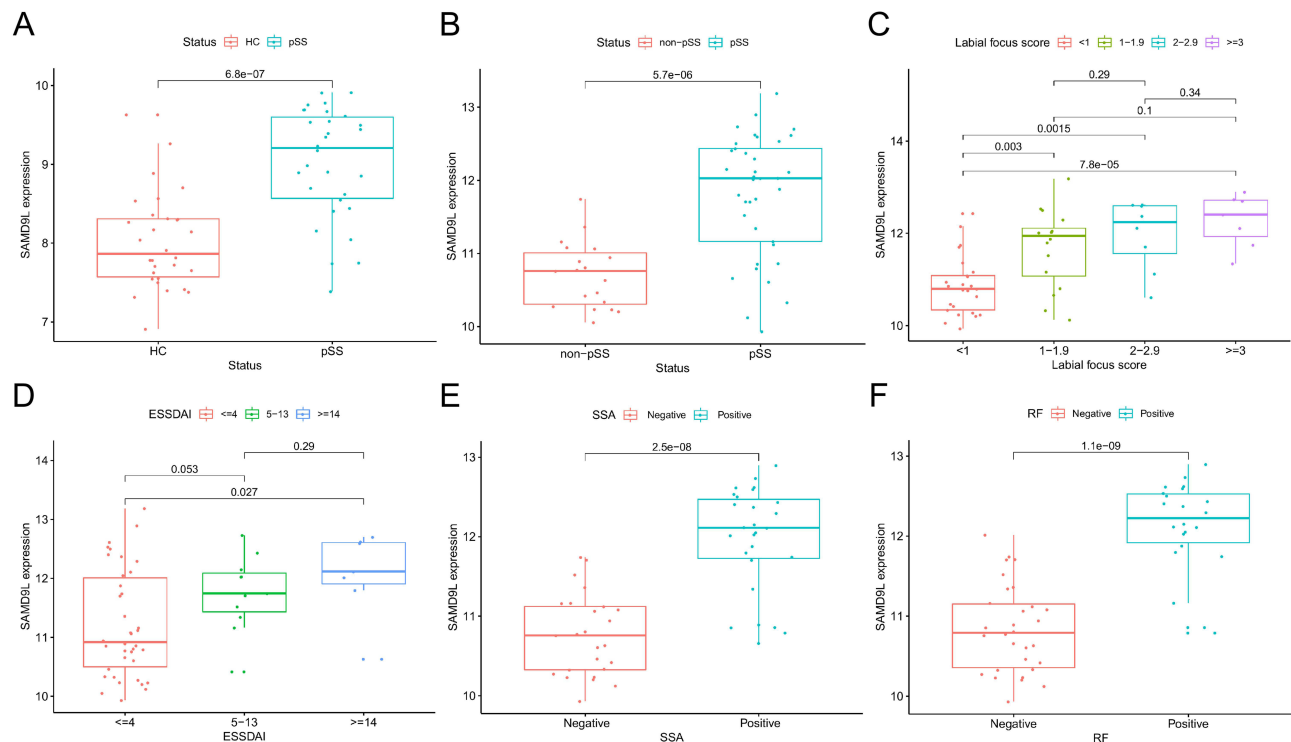 A
Status HC pSS
6.8e−07
10
9
8
7
SAMD9L expression
HC pSS
Status
B
Status non−pSS pSS
5.7e−06
13
12
11
10
SAMD9L expression
non−pSS pSS
Status
C
Labial focus score <1 1−1.9 2−2.9 >=3
0.29
0.34
0.1
0.0015
0.003
7.8e−05
14
12
10
SAMD9L expression
<1 1−1.9 2−2.9 >=3
Labial focus score
D
ESSDAI <=4 5−13 >=14
0.29
0.053
0.027
14
13
12
11
10
SAMD9L expression
<=4 5−13 >=14
ESSDAI
E
SSA Negative Positive
2.5e−08
13
12
11
10
SAMD9L expression
Negative Positive
SSA
F
RF Negative Positive
1.1e−09
13
12
11
10
SAMD9L expression
Negative Positive
RF